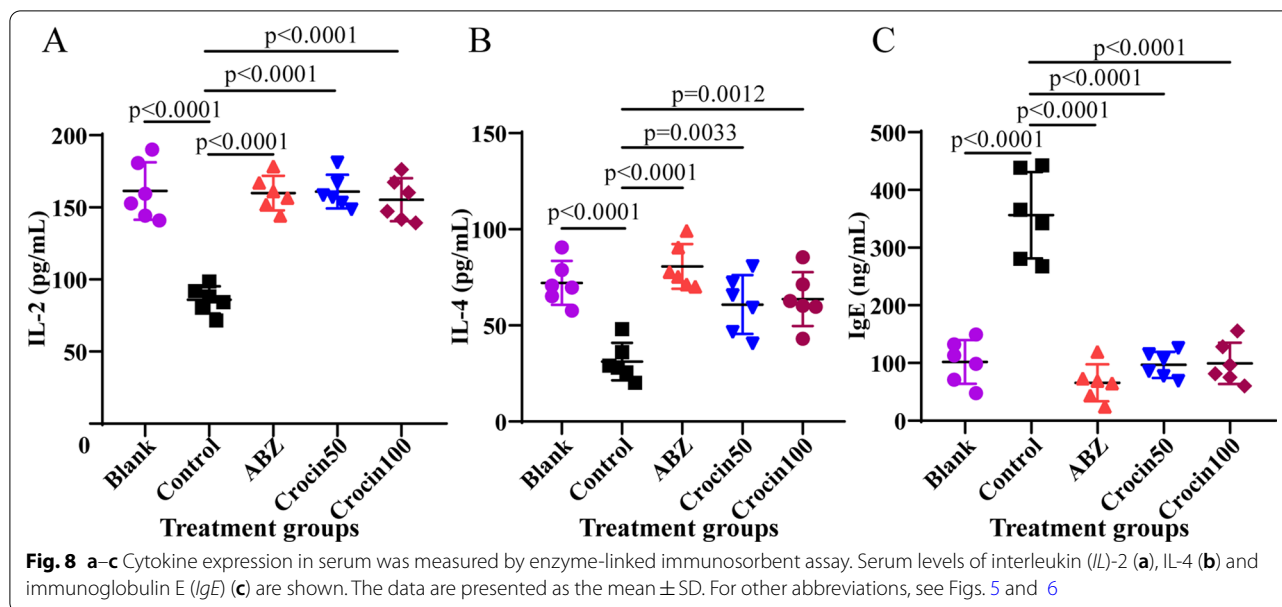 A
p<0.0001
p<0.0001
p<0.0001
p<0.0001
IL-2 (pg/mL)
200
150
100
50
0
Blank
Control
ABZ
Crocin50
Crocin100
Treatment groups
B
p=0.0012
p=0.0033
p<0.0001
p<0.0001
IL-4 (pg/mL)
150
100
50
0
Blank
Control
ABZ
Crocin50
Crocin100
Treatment groups
C
p<0.0001
p<0.0001
p<0.0001
p<0.0001
IgE (ng/mL)
500
400
300
200
100
0
Blank
Control
ABZ
Crocin50
Crocin100
Treatment groups
Fig. 8 a–c Cytokine expression in serum was measured by enzyme-linked immunosorbent assay. Serum levels of interleukin (IL)-2 (a), IL-4 (b) and
immunoglobulin E (IgE) (c) are shown. The data are presented as the mean ± SD. For other abbreviations, see Figs. 5 and 6